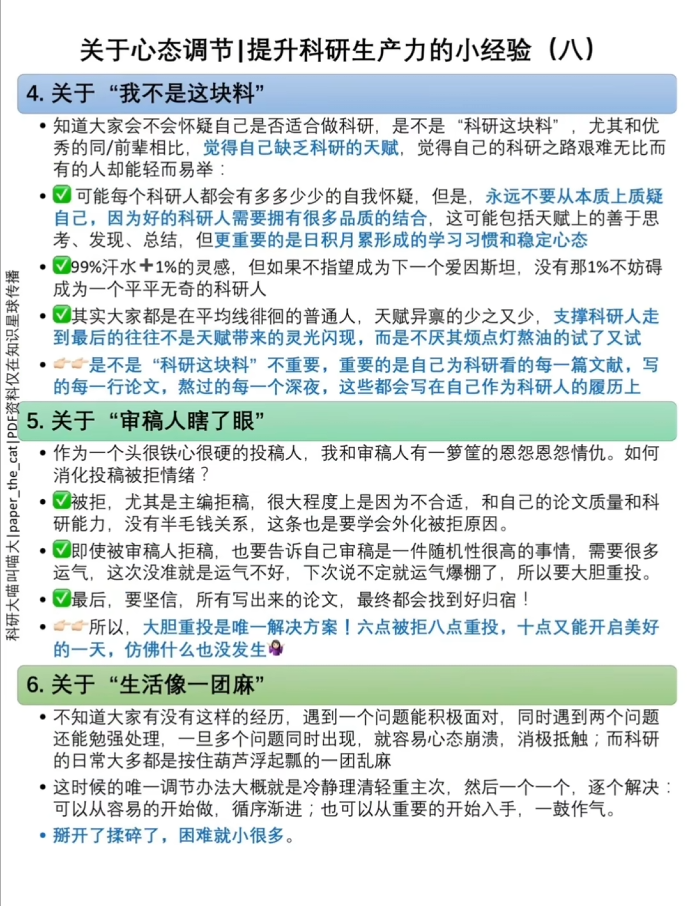 关于心态调节|提升科研生产力的小经验（八）
4. 关于“我不是这块料”
• 知道大家会不会怀疑自己是否适合做科研，是不是“科研这块料”，尤其和优
秀的同/前辈相比，觉得自己缺乏科研的天赋，觉得自己的科研之路艰难无比而
有的人却能轻而易举：
• ✅ 可能每个科研人都会有多多少少的自我怀疑，但是，永远不要从本质上质疑
自己，因为好的科研人需要拥有很多品质的结合，这可能包括天赋上的善于思
考、发现、总结，但更重要的是日积月累形成的学习习惯和稳定心态
• ✅99%汗水➕1%的灵感，但如果不指望成为下一个爱因斯坦，没有那1%不妨碍
成为一个平平无奇的科研人
• ✅其实大家都是在平均线徘徊的普通人，天赋异禀的少之又少，支撑科研人走
到最后的往往不是天赋带来的灵光闪现，而是不厌其烦点灯熬油的试了又试
• 👉🏻👉🏻是不是“科研这块料”不重要，重要的是自己为科研看的每一篇文献，写
的每一行论文，熬过的每一个深夜，这些都会写在自己作为科研人的履历上
5. 关于“审稿人瞎了眼”
• 作为一个头很铁心很硬的投稿人，我和审稿人有一箩筐的恩怨恩怨情仇。如何
消化投稿被拒情绪？
• ✅被拒，尤其是主编拒稿，很大程度上是因为不合适，和自己的论文质量和科
研能力，没有半毛钱关系，这条也是要学会外化被拒原因。
• ✅即使被审稿人拒稿，也要告诉自己审稿是一件随机性很高的事情，需要很多
运气，这次没准就是运气不好，下次说不定就运气爆棚了，所以要大胆重投。
• ✅最后，要坚信，所有写出来的论文，最终都会找到好归宿！
• 👉🏻👉🏻所以，大胆重投是唯一解决方案！六点被拒八点重投，十点又能开启美好
的一天，仿佛什么也没发生🤷🏻‍♀️
6. 关于“生活像一团麻”
• 不知道大家有没有这样的经历，遇到一个问题能积极面对，同时遇到两个问题
还能勉强处理，一旦多个问题同时出现，就容易心态崩溃，消极抵触；而科研
的日常大多都是按住葫芦浮起瓢的一团乱麻
• 这时候的唯一调节办法大概就是冷静理清轻重主次，然后一个一个，逐个解决：
可以从容易的开始做，循序渐进；也可以从重要的开始入手，一鼓作气。
• 掰开了揉碎了，困难就小很多。
科研大喵叫喵大|paper_the_cat|PDF资料仅在知识星球传播